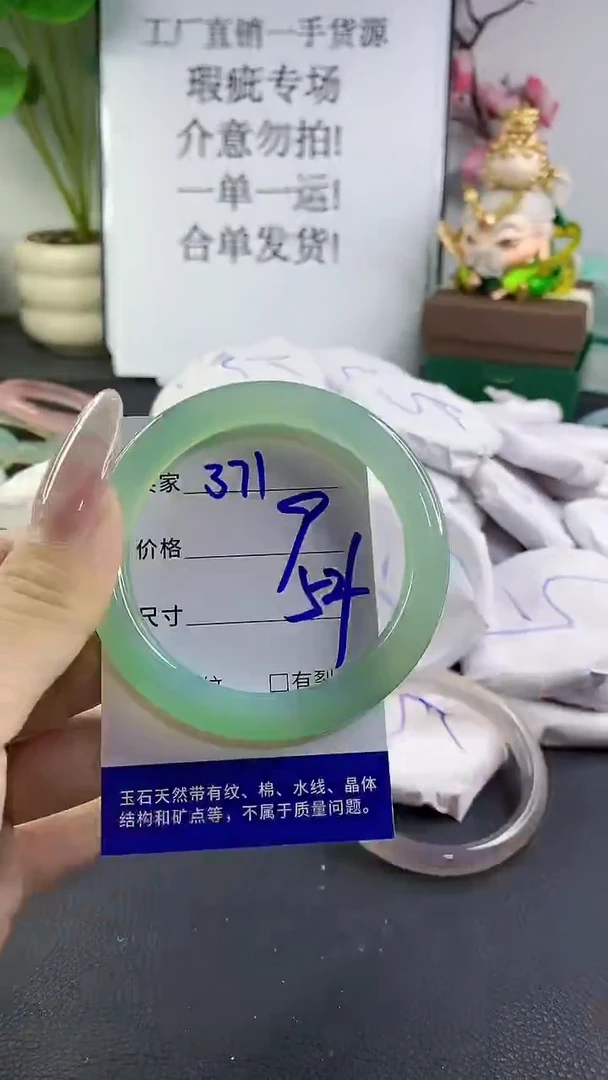 工厂直销一手货源
瑕疵专场
介意勿拍!
一单一运!
合单发货!
家 371
价格 9
尺寸 54
□有裂
玉石天然带有纹、棉、水线、晶体
结构和矿点等，不属于质量问题。